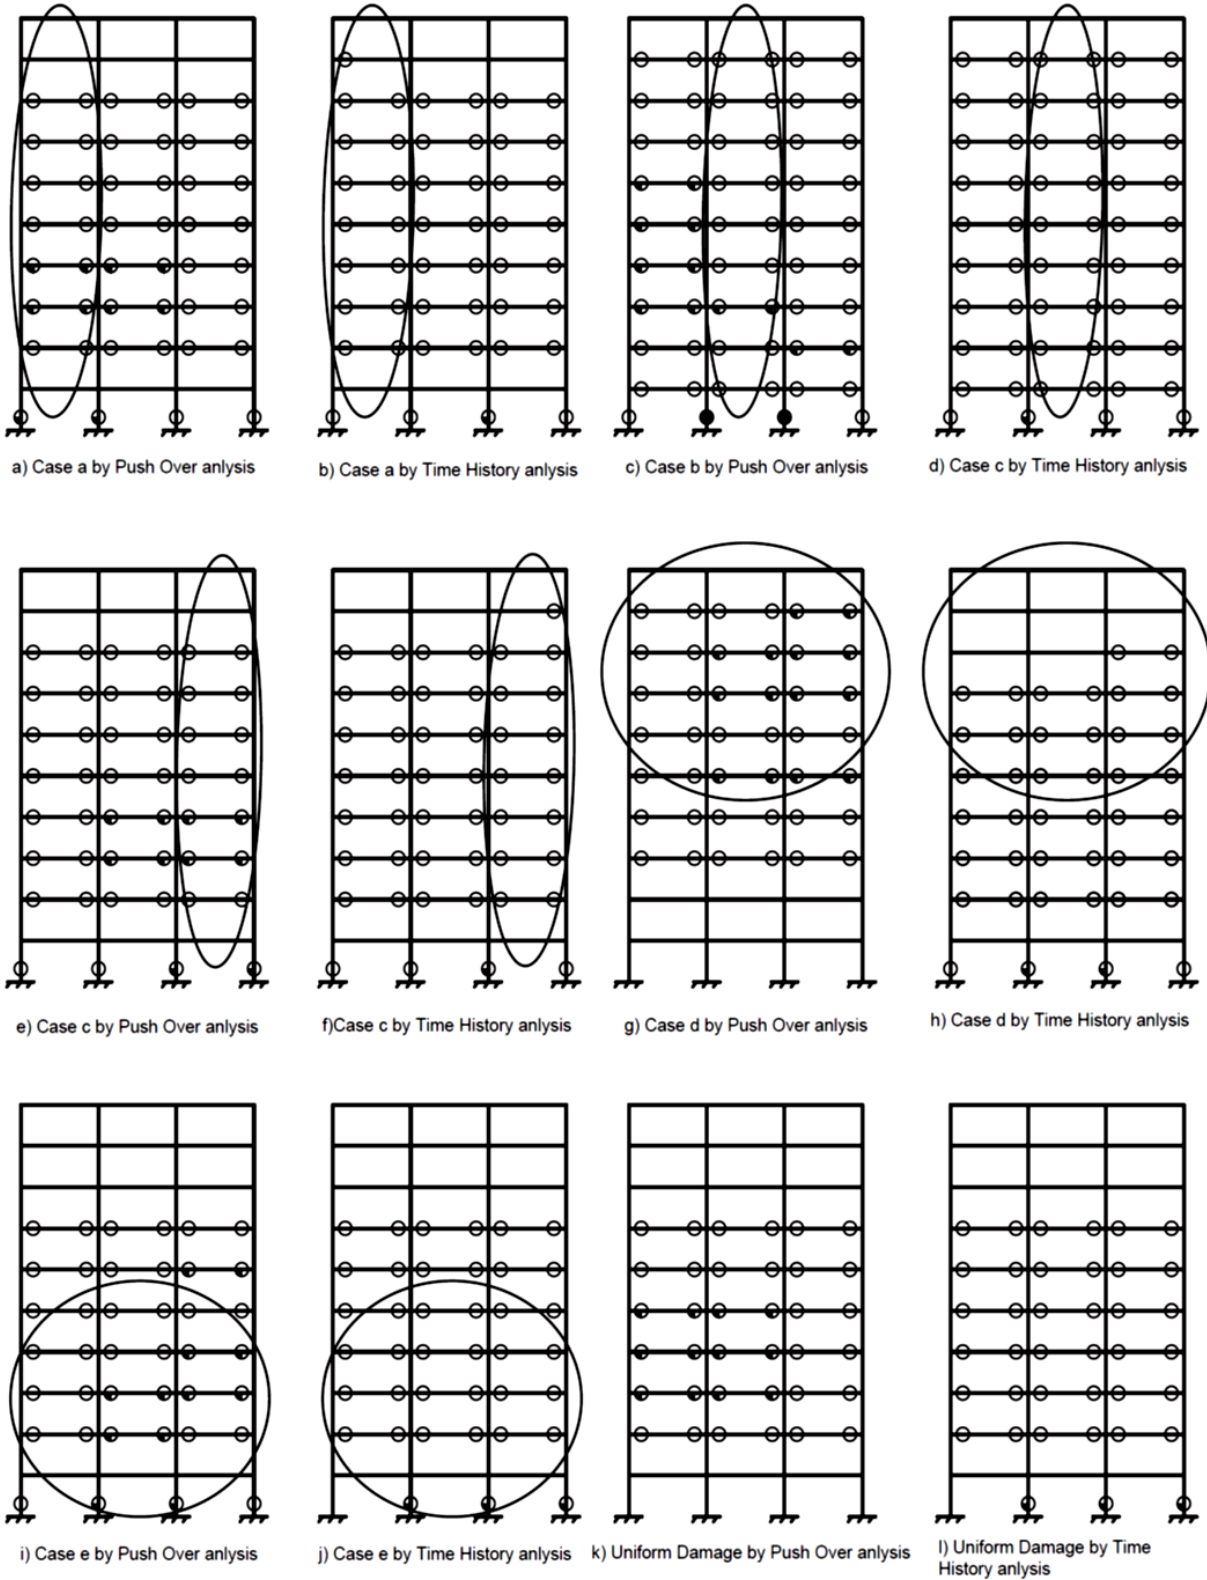 a) Case a by Push Over anlysis
b) Case a by Time History anlysis
c) Case b by Push Over anlysis
d) Case c by Time History anlysis
e) Case c by Push Over anlysis
f)Case c by Time History anlysis
g) Case d by Push Over anlysis
h) Case d by Time History anlysis
i) Case e by Push Over anlysis
j) Case e by Time History anlysis
k) Uniform Damage by Push Over anlysis
l) Uniform Damage by Time
History anlysis